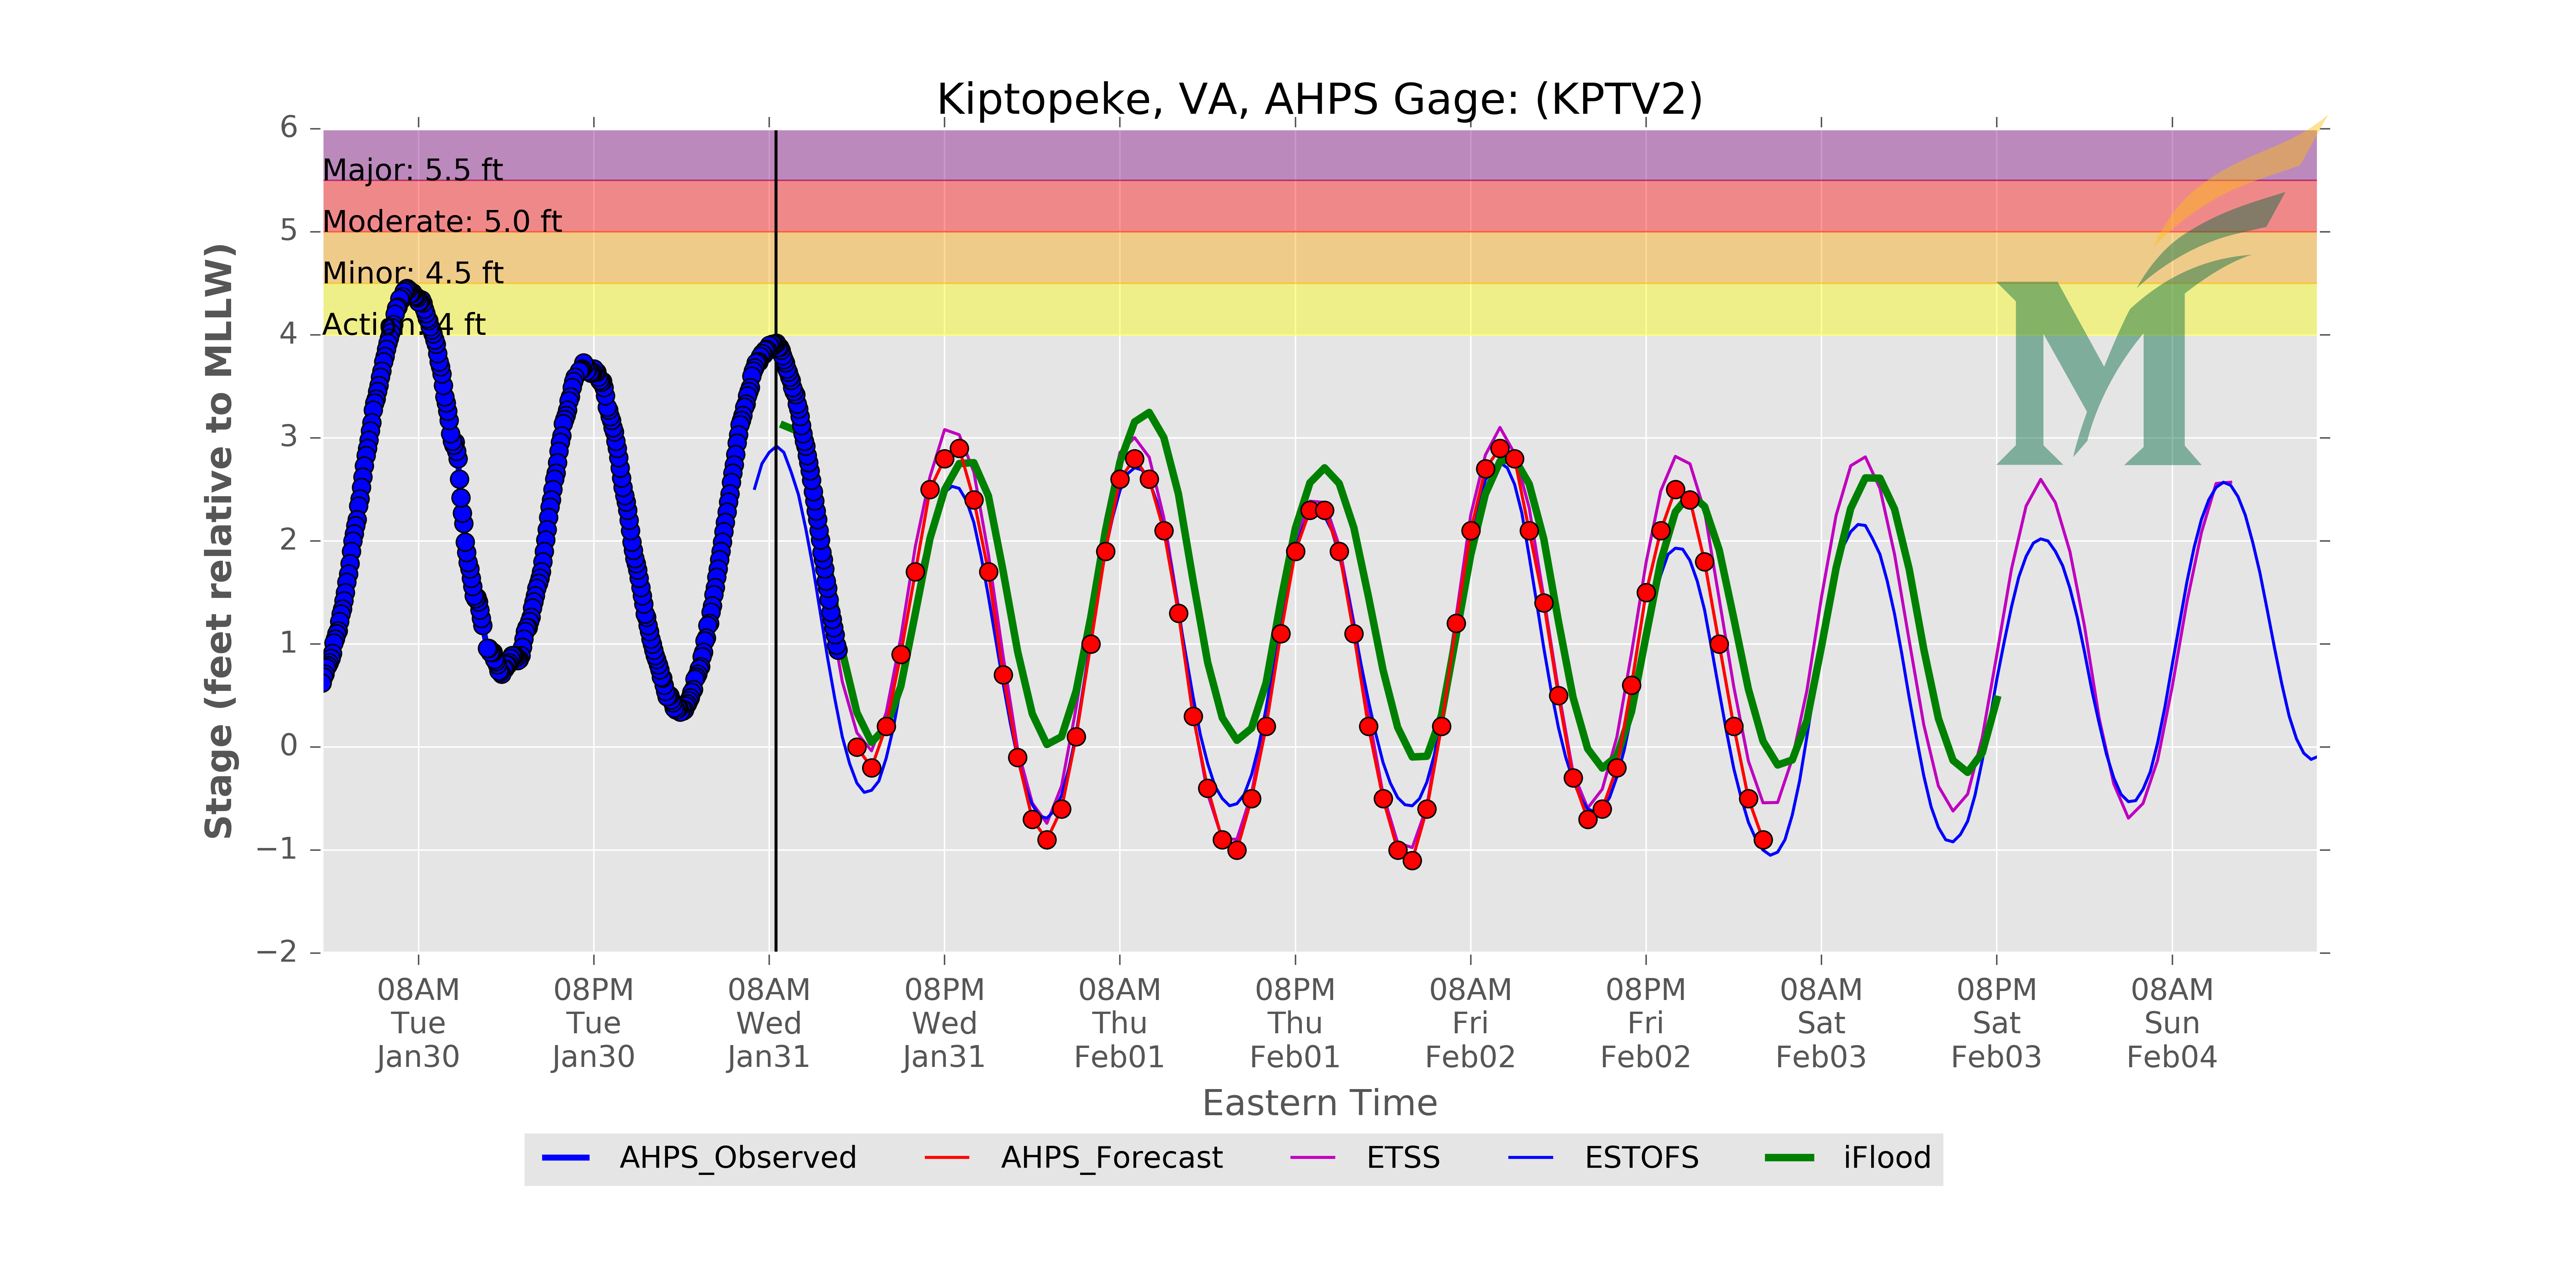 Kiptopeke, VA, AHPS Gage: (KPTV2)
6
5
4
3
2
1
0
−1
−2
Stage (feet relative to MLLW)
Major: 5.5 ft
Moderate: 5.0 ft
Minor: 4.5 ft
Action: 4 ft
M
08AM Tue Jan30
08PM Tue Jan30
08AM Wed Jan31
08PM Wed Jan31
08AM Thu Feb01
08PM Thu Feb01
08AM Fri Feb02
08PM Fri Feb02
08AM Sat Feb03
08PM Sat Feb03
08AM Sun Feb04
Eastern Time
AHPS_Observed
AHPS_Forecast
ETSS
ESTOFS
iFlood